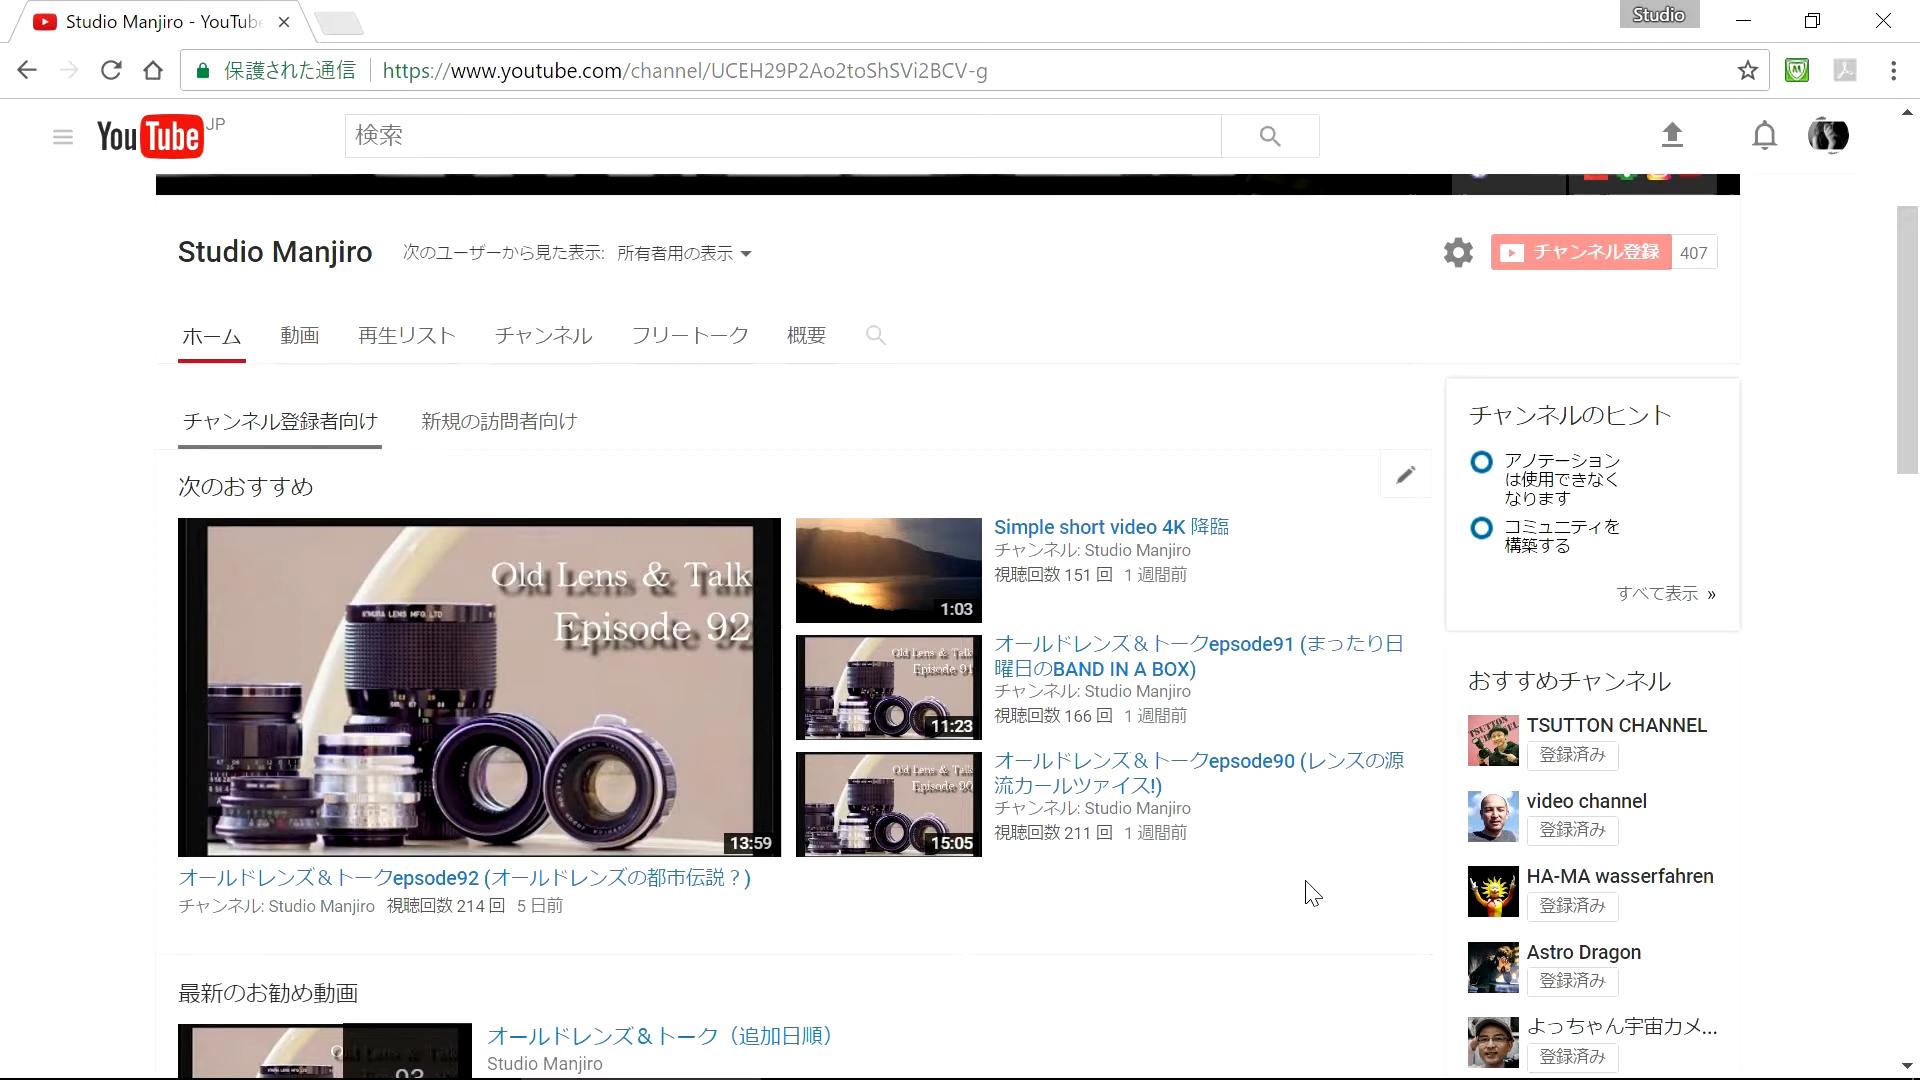 Studio Manjiro - YouTube
Studio
保護された通信
https://www.youtube.com/channel/UCEH29P2Ao2toShSVi2BCV-g
YouTube JP
検索
Studio Manjiro
次のユーザーから見た表示: 所有者用の表示
チャンネル登録 407
ホーム 動画 再生リスト チャンネル フリートーク 概要
チャンネル登録者向け 新規の訪問者向け
次のおすすめ
Old Lens & Talk
Episode 92
KOMURA LENS MFG. LTD
13:59
オールドレンズ＆トークepsode92 (オールドレンズの都市伝説？)
チャンネル: Studio Manjiro 視聴回数 214 回 5 日前
1:03
Simple short video 4K 降臨
チャンネル: Studio Manjiro
視聴回数 151 回 1 週間前
Old Lens & Talk
Episode 91
11:23
オールドレンズ＆トークepsode91 (まったり日
曜日のBAND IN A BOX)
チャンネル: Studio Manjiro
視聴回数 166 回 1 週間前
Old Lens & Talk
Episode 90
15:05
オールドレンズ＆トークepsode90 (レンズの源
流カールツァイス!)
チャンネル: Studio Manjiro
視聴回数 211 回 1 週間前
最新のお勧め動画
93
オールドレンズ＆トーク（追加日順）
Studio Manjiro
チャンネルのヒント
アノテーション
は使用できなく
なります
コミュニティを
構築する
すべて表示 »
おすすめチャンネル
TSUTTON CHANNEL
登録済み
video channel
登録済み
HA-MA wasserfahren
登録済み
Astro Dragon
登録済み
よっちゃん宇宙カメ...
登録済み